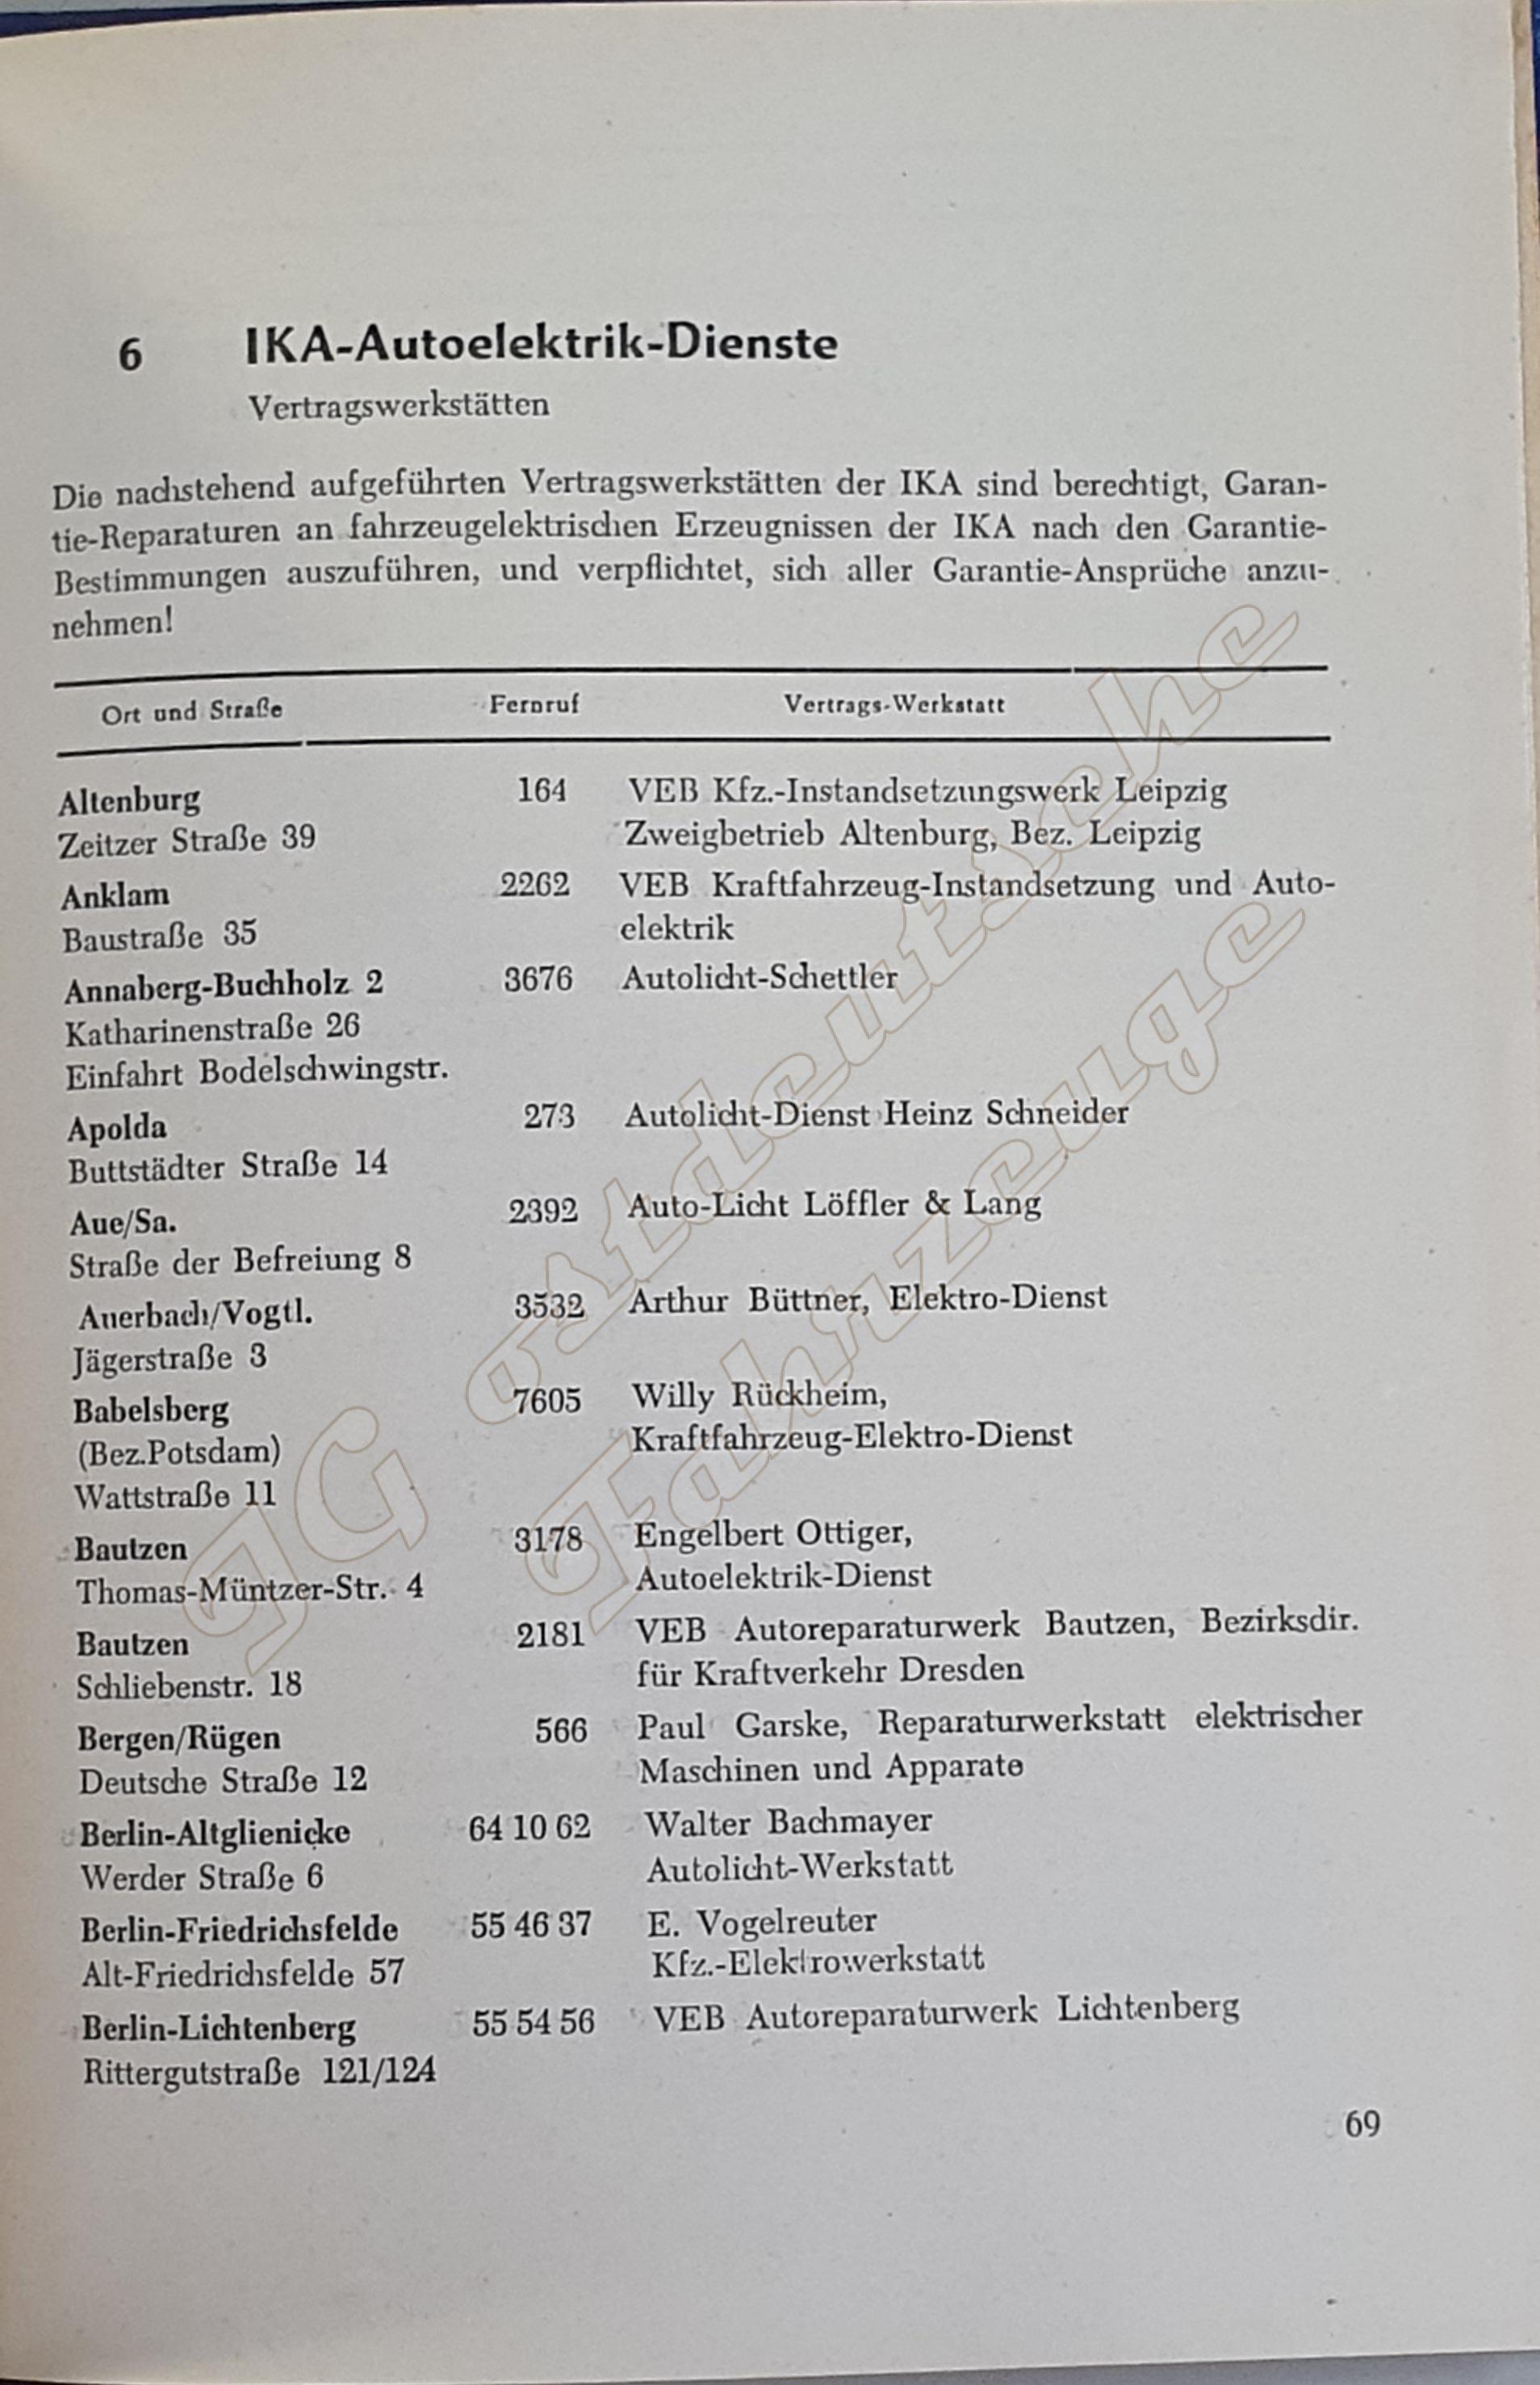 6 IKA-Autoelektrik-Dienste
Vertragswerkstätten
Die nachstehend aufgeführten Vertragswerkstätten der IKA sind berechtigt, Garan-
tie-Reparaturen an fahrzeugelektrischen Erzeugnissen der IKA nach den Garantie-
Bestimmungen auszuführen, und verpflichtet, sich aller Garantie-Ansprüche anzu-
nehmen!
Ort und Straße Fernruf Vertrags-Werkstatt
Altenburg 164 VEB Kfz.-Instandsetzungswerk Leipzig
Zeitzer Straße 39 Zweigbetrieb Altenburg, Bez. Leipzig
Anklam 2262 VEB Kraftfahrzeug-Instandsetzung und Auto-
Baustraße 35 elektrik
Annaberg-Buchholz 2 3676 Autolicht-Schettler
Katharinenstraße 26
Einfahrt Bodelschwingstr.
Apolda 273 Autolicht-Dienst Heinz Schneider
Buttstädter Straße 14
Aue/Sa. 2392 Auto-Licht Löffler & Lang
Straße der Befreiung 8
Auerbach/Vogtl. 3532 Arthur Büttner, Elektro-Dienst
Jägerstraße 3
Babelsberg 7605 Willy Rückheim,
(Bez.Potsdam) Kraftfahrzeug-Elektro-Dienst
Wattstraße 11
Bautzen 3178 Engelbert Ottiger,
Thomas-Müntzer-Str. 4 Autoelektrik-Dienst
Bautzen 2181 VEB Autoreparaturwerk Bautzen, Bezirksdir.
Schliebenstr. 18 für Kraftverkehr Dresden
Bergen/Rügen 566 Paul Garske, Reparaturwerkstatt elektrischer
Deutsche Straße 12 Maschinen und Apparate
Berlin-Altglienicke 64 10 62 Walter Bachmayer
Werder Straße 6 Autolicht-Werkstatt
Berlin-Friedrichsfelde 55 46 37 E. Vogelreuter
Alt-Friedrichsfelde 57 Kfz.-Elektrowerkstatt
Berlin-Lichtenberg 55 54 56 VEB Autoreparaturwerk Lichtenberg
Rittergutstraße 121/124
69
IG ostdeutsche
Fahrzeuge